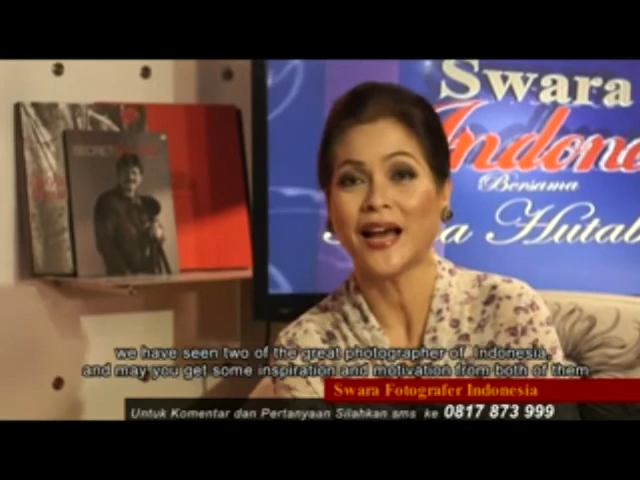 Swara
Indone
Bersama
a Hutab
SECRET
we have seen two of the great photographer of Indonesia,
and may you get some inspiration and motivation from both of them
Swara Fotografer Indonesia
Untuk Komentar dan Pertanyaan Silahkan sms ke 0817 873 999